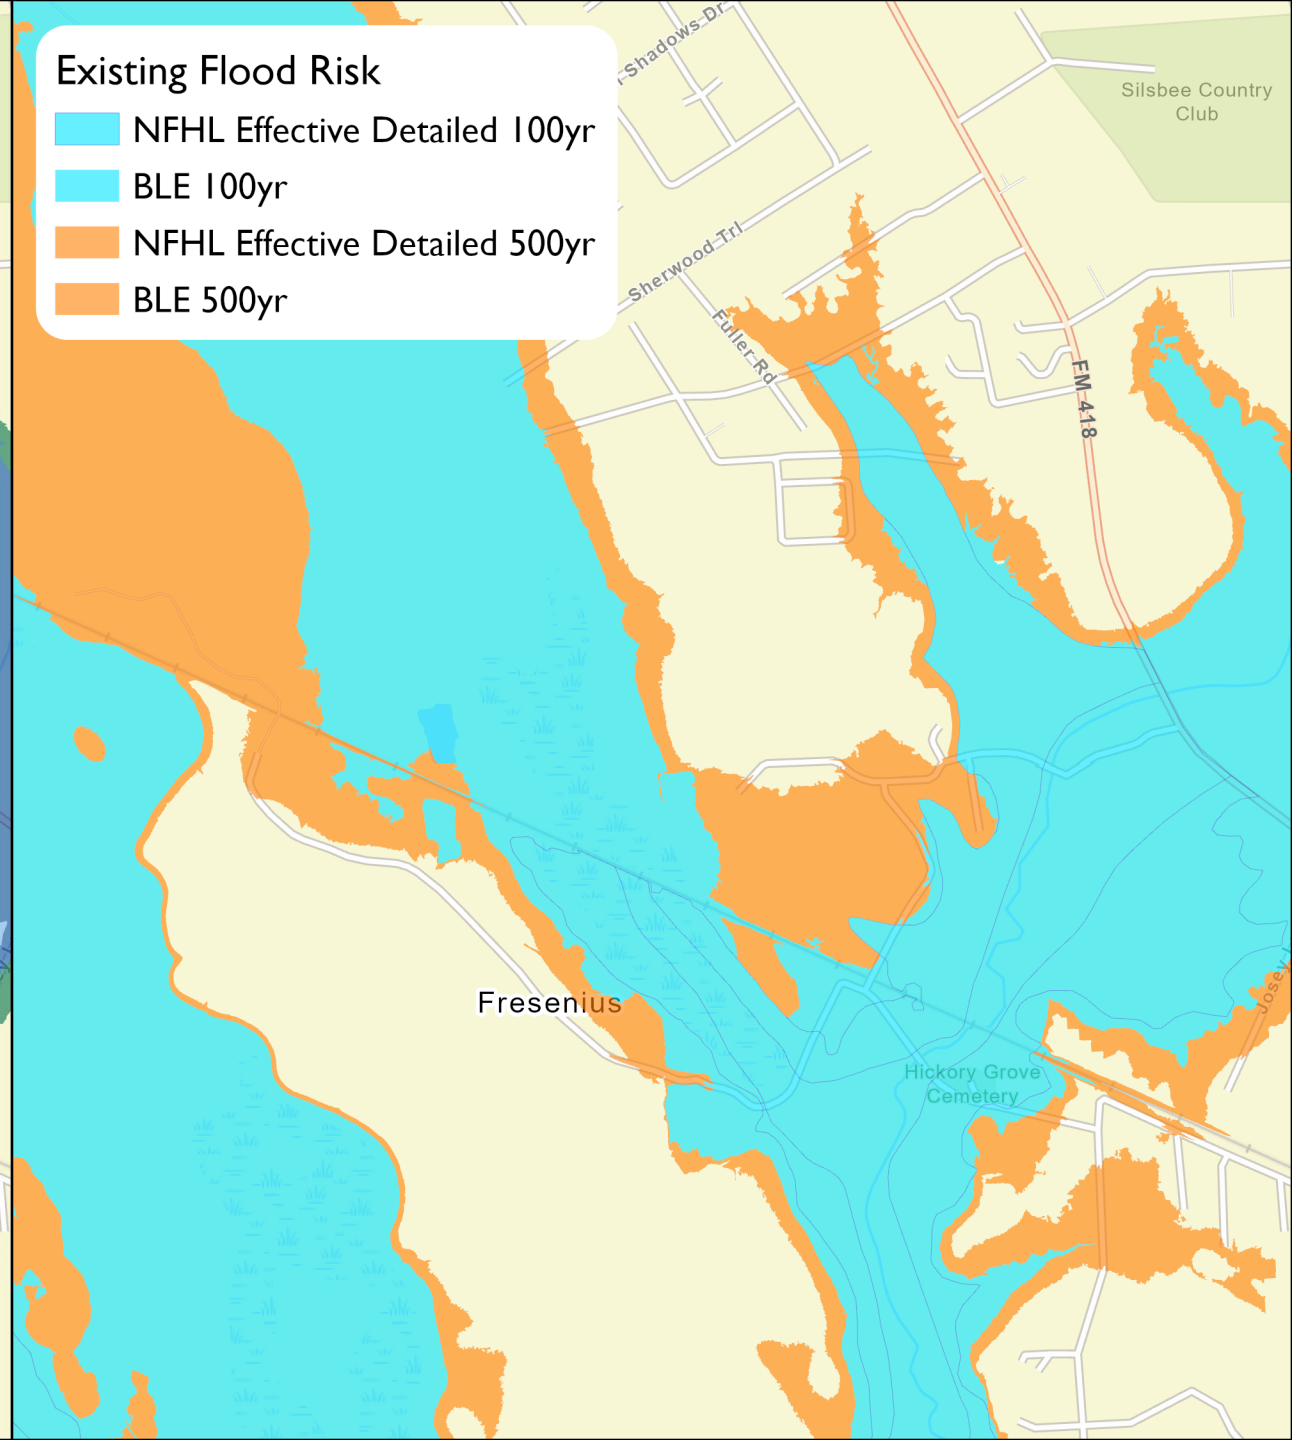 Existing Flood Risk
NFHL Effective Detailed 100yr
BLE 100yr
NFHL Effective Detailed 500yr
BLE 500yr
Shadows Dr
Silsbee Country
Club
Sherwood Trl
Fuller Rd
FM 418
Fresenius
Josey
Hickory Grove
Cemetery